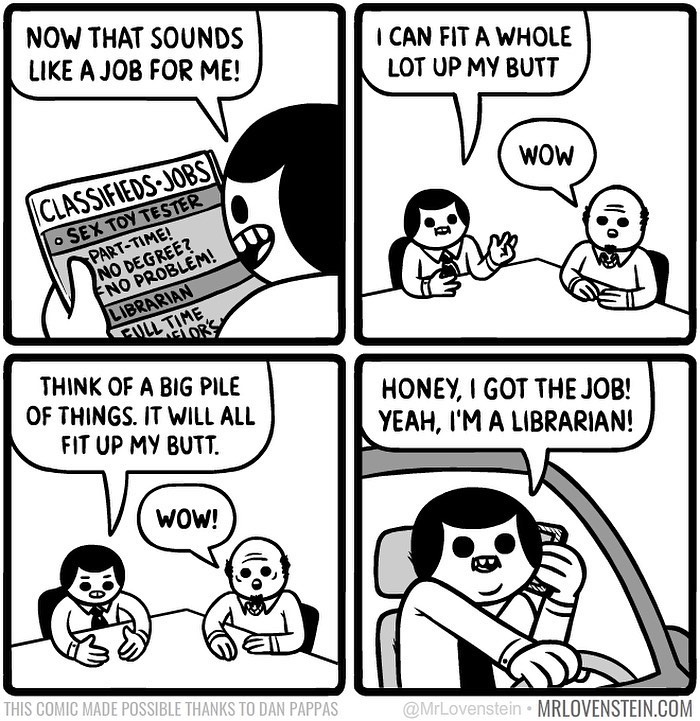 NOW THAT SOUNDS
LIKE A JOB FOR ME!
CLASSIFIEDS-JOBS
SEX TOY TESTER
PART-TIME!
NO DEGREE?
NO PROBLEM!
LIBRARIAN
FULL TIME
I CAN FIT A WHOLE
LOT UP MY BUTT
WOW
THINK OF A BIG PILE
OF THINGS. IT WILL ALL
FIT UP MY BUTT.
WOW!
HONEY, I GOT THE JOB!
YEAH, I'M A LIBRARIAN!
THIS COMIC MADE POSSIBLE THANKS TO DAN PAPPAS
@MrLovenstein • MRLOVENSTEIN.COM